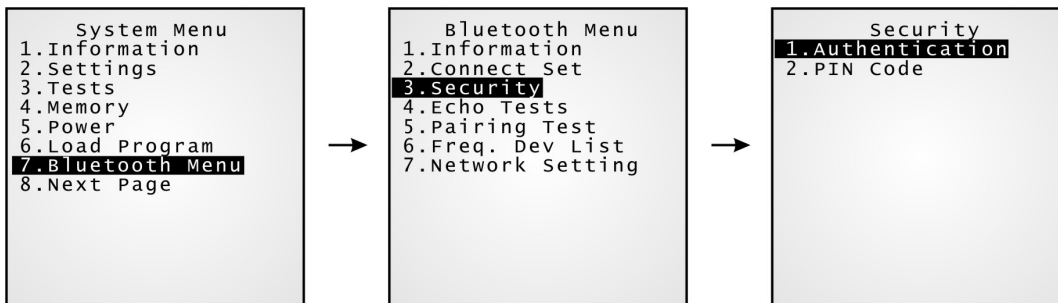 System Menu
1.Information
2.Settings
3.Tests
4.Memory
5.Power
6.Load Program
7.Bluetooth Menu
8.Next Page
Bluetooth Menu
1.Information
2.Connect Set
3.Security
4.Echo Tests
5.Pairing Test
6.Freq. Dev List
7.Network Setting
Security
1.Authentication
2.PIN Code